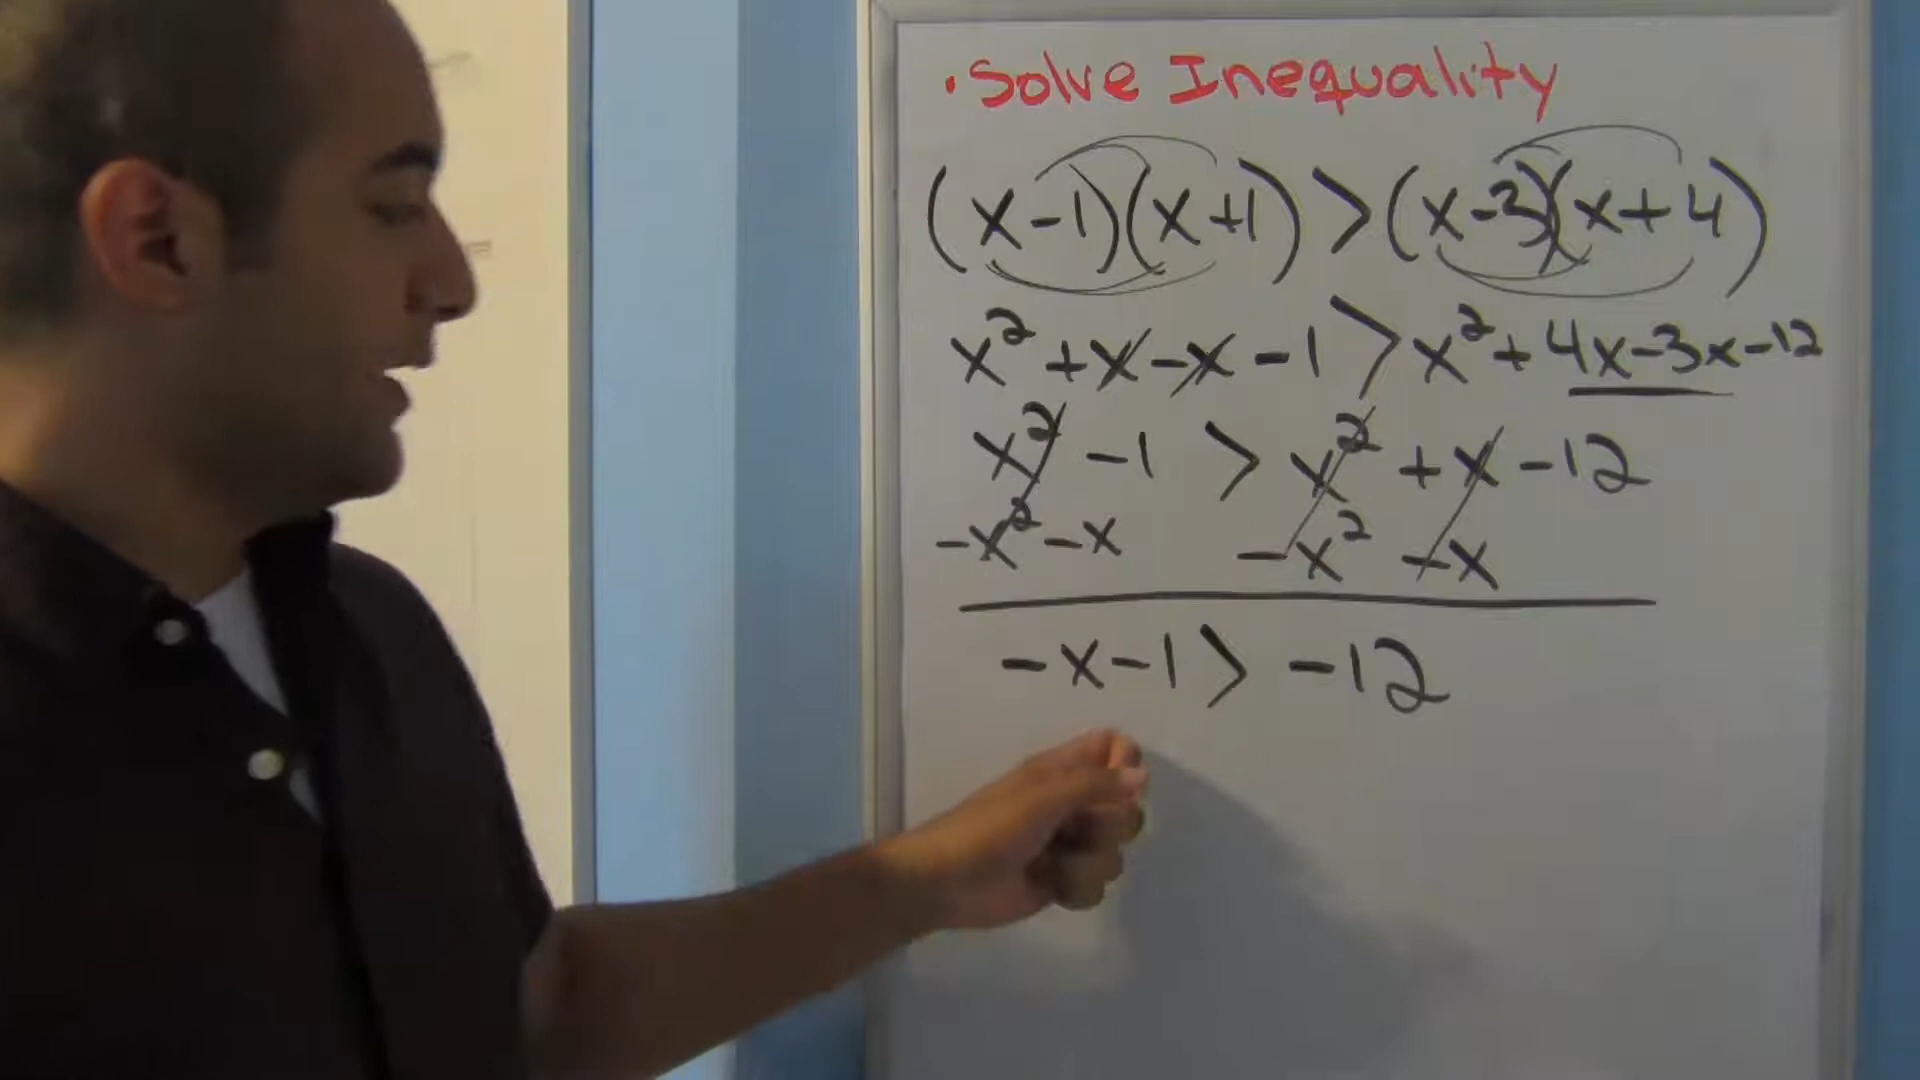 • Solve Inequality
(x-1)(x+1) > (x-3)(x+4)
x² + x - x - 1 > x² + 4x - 3x - 12
x² - 1 > x² + x - 12
-x² - x   -x² - x
-x - 1 > -12